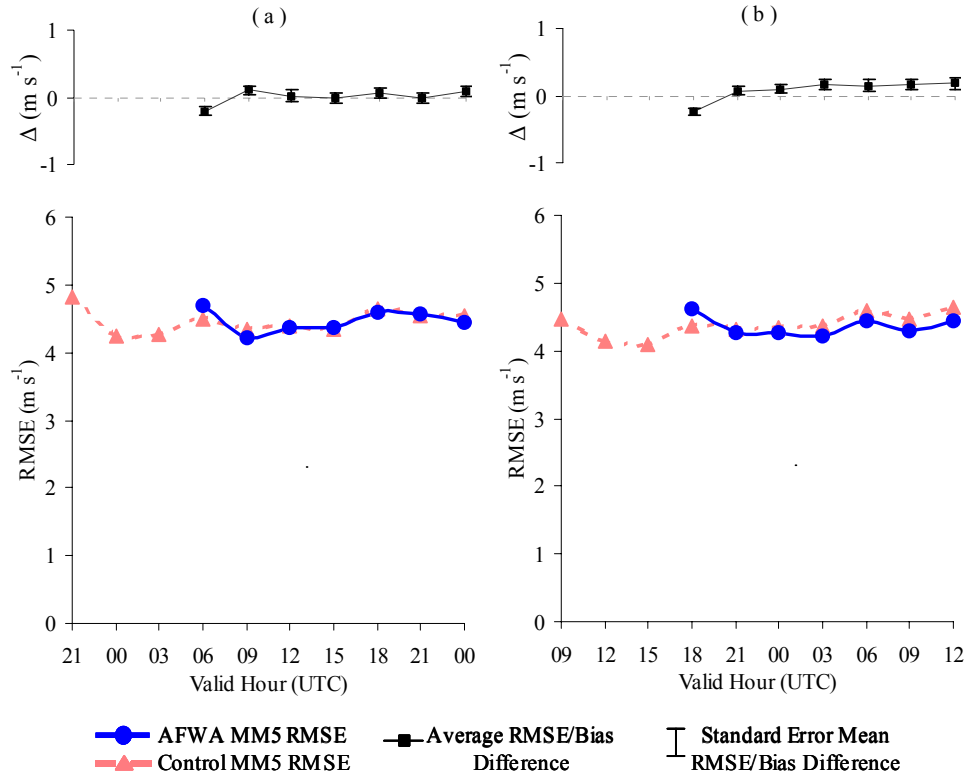 ( a )
1
0
-1
Δ (m s⁻¹)
6
5
4
3
2
1
0
RMSE (m s⁻¹)
21 00 03 06 09 12 15 18 21 00
Valid Hour (UTC)
( b )
1
0
-1
Δ (m s⁻¹)
6
5
4
3
2
1
0
RMSE (m s⁻¹)
09 12 15 18 21 00 03 06 09 12
Valid Hour (UTC)
AFWA MM5 RMSE
Control MM5 RMSE
Average RMSE/Bias
Difference
Standard Error Mean
RMSE/Bias Difference